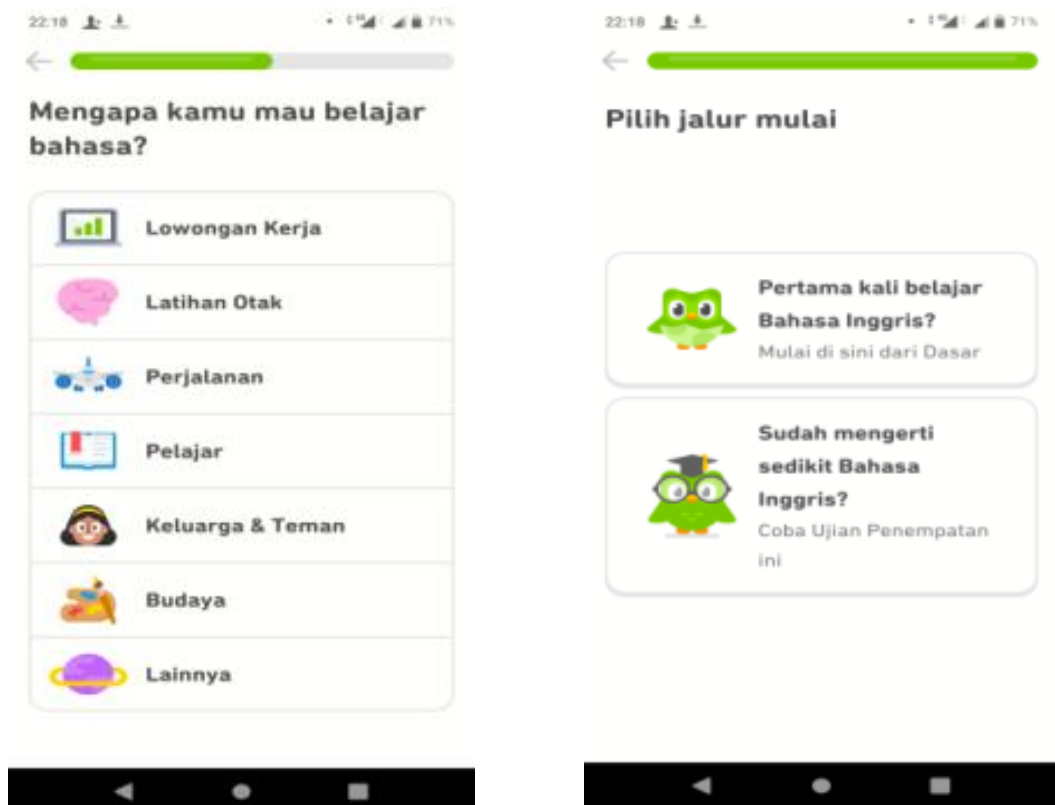 22:18
71%
Mengapa kamu mau belajar
bahasa?
Lowongan Kerja
Latihan Otak
Perjalanan
Pelajar
Keluarga & Teman
Budaya
Lainnya
22:18
71%
Pilih jalur mulai
Pertama kali belajar
Bahasa Inggris?
Mulai di sini dari Dasar
Sudah mengerti
sedikit Bahasa
Inggris?
Coba Ujian Penempatan
ini